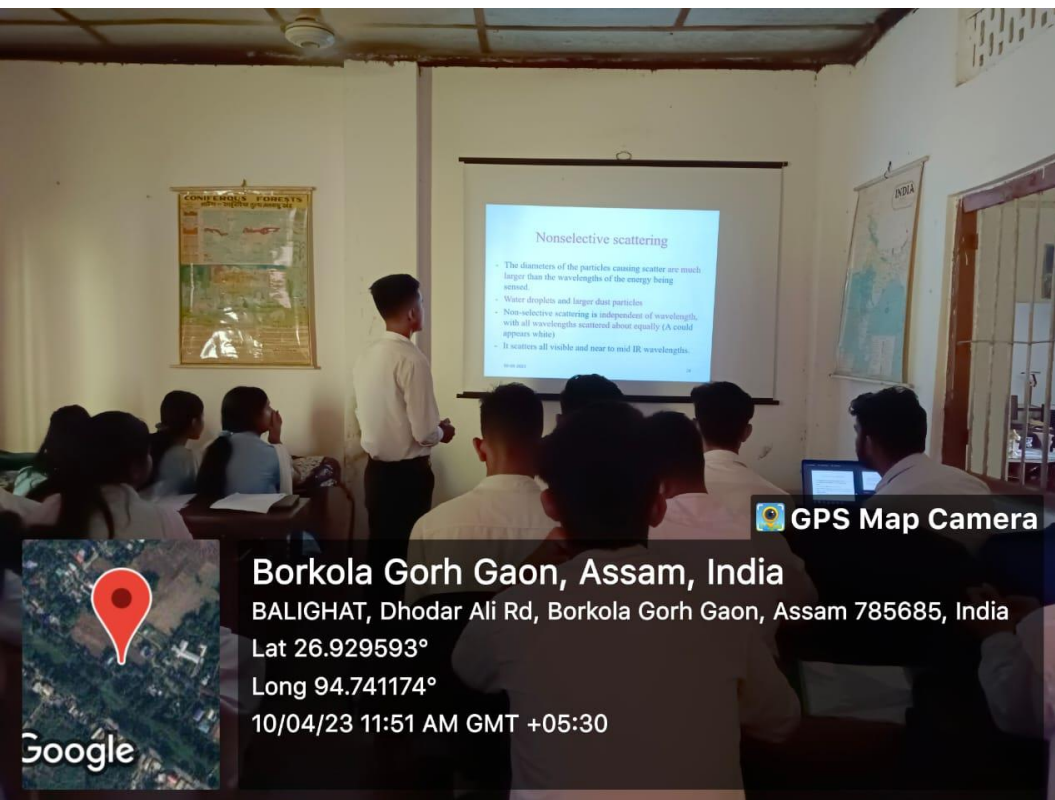 CONIFEROUS FORESTS
INDIA
Nonselective scattering
- The diameters of the particles causing scatter are much
larger than the wavelengths of the energy being
sensed.
- Water droplets and larger dust particles
- Non-selective scattering is independent of wavelength,
with all wavelengths scattered about equally (A could
appears white)
- It scatters all visible and near to mid IR wavelengths.
GPS Map Camera
Google
Borkola Gorh Gaon, Assam, India
BALIGHAT, Dhodar Ali Rd, Borkola Gorh Gaon, Assam 785685, India
Lat 26.929593°
Long 94.741174°
10/04/23 11:51 AM GMT +05:30